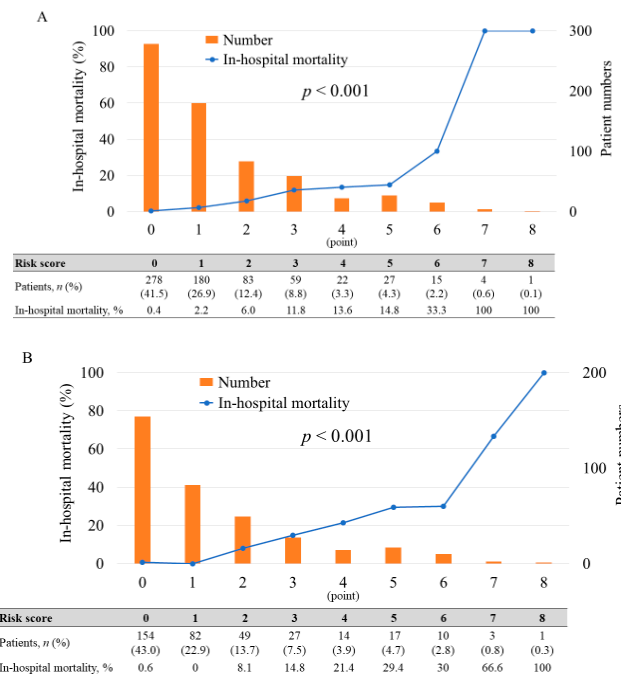 A
100
80
60
40
20
0
In-hospital mortality (%)
Number
In-hospital mortality
p < 0.001
300
200
100
0
Patient numbers
0 1 2 3 4 5 6 7 8
(point)
Risk score 0 1 2 3 4 5 6 7 8
Patients, n (%) 278 180 83 59 22 27 15 4 1
(41.5) (26.9) (12.4) (8.8) (3.3) (4.3) (2.2) (0.6) (0.1)
In-hospital mortality, % 0.4 2.2 6.0 11.8 13.6 14.8 33.3 100 100
B
100
80
60
40
20
0
In-hospital mortality (%)
Number
In-hospital mortality
p < 0.001
200
100
0
Patient numbers
0 1 2 3 4 5 6 7 8
(point)
Risk score 0 1 2 3 4 5 6 7 8
Patients, n (%) 154 82 49 27 14 17 10 3 1
(43.0) (22.9) (13.7) (7.5) (3.9) (4.7) (2.8) (0.8) (0.3)
In-hospital mortality, % 0.6 0 8.1 14.8 21.4 29.4 30 66.6 100